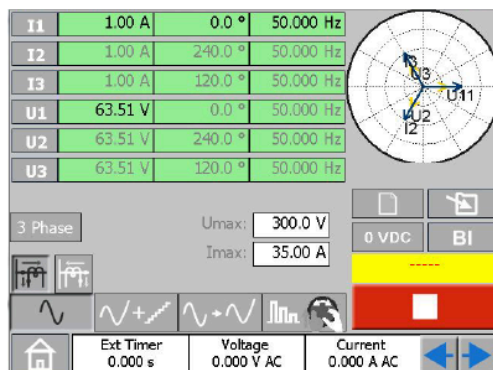 I1 1.00 A 0.0 ° 50.000 Hz
I2 1.00 A 240.0 ° 50.000 Hz
I3 1.00 A 120.0 ° 50.000 Hz
U1 63.51 V 0.0 ° 50.000 Hz
U2 63.51 V 240.0 ° 50.000 Hz
U3 63.51 V 120.0 ° 50.000 Hz
U3
U2
I2
3 Phase
Umax: 300.0 V
Imax: 35.00 A
0 VDC BI
-----
Ext Timer Voltage Current
0.000 s 0.000 V AC 0.000 A AC